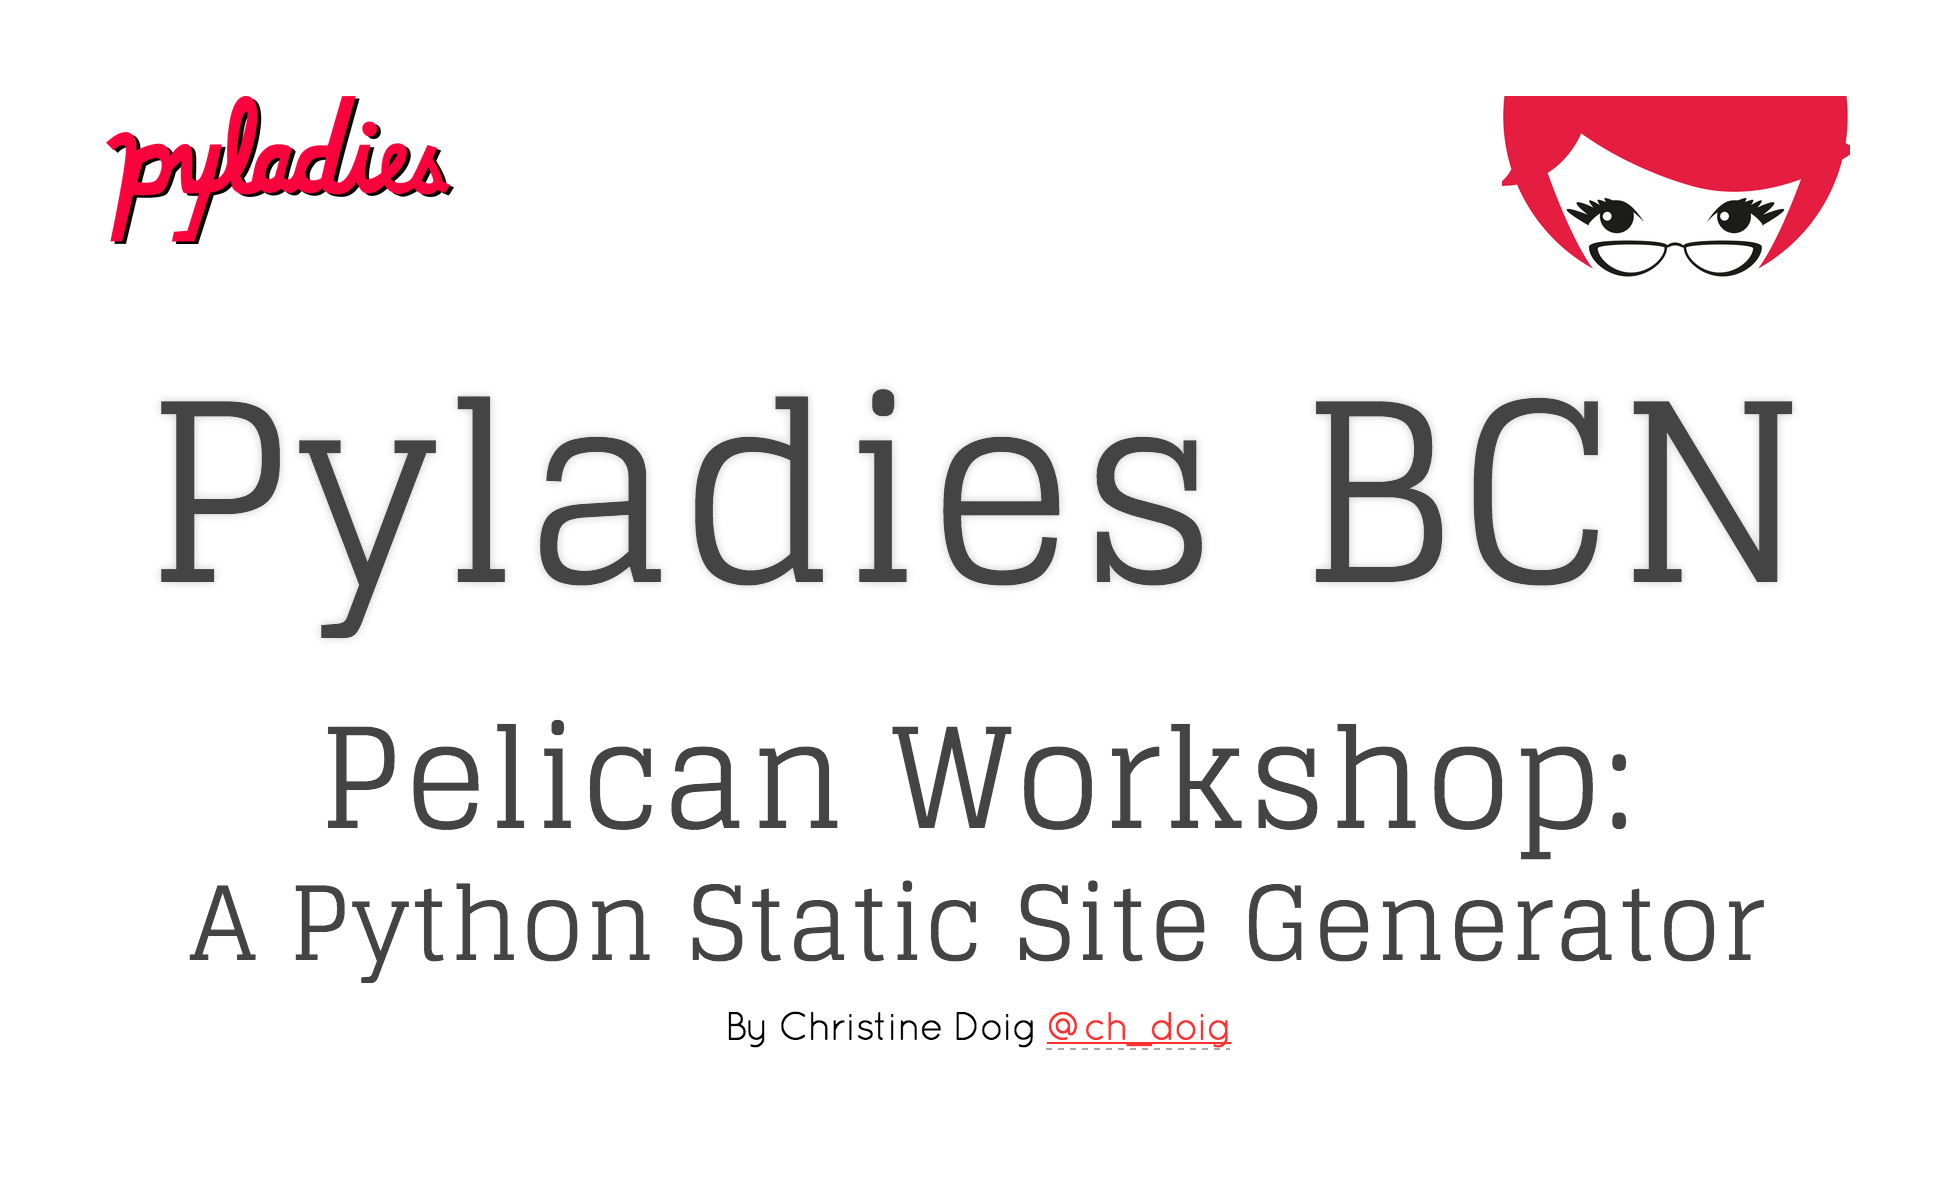 pyladies
Pyladies BCN
Pelican Workshop:
A Python Static Site Generator
By Christine Doig @ch_doig